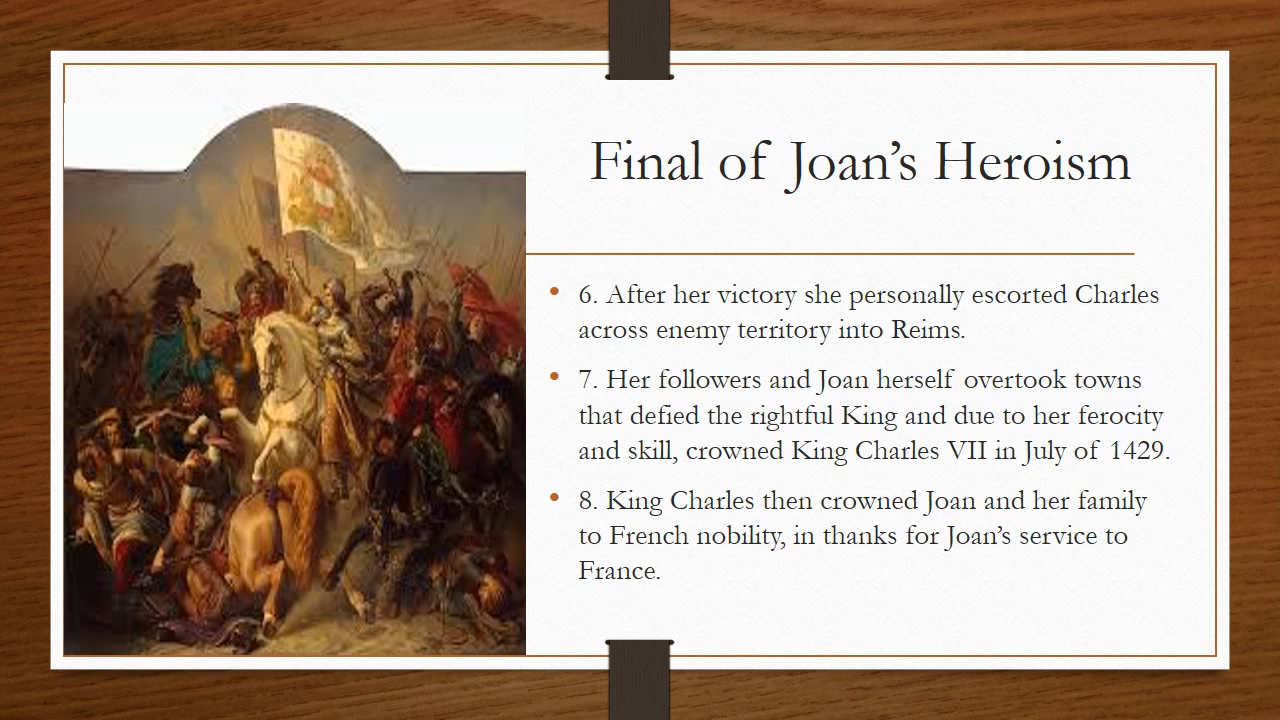 Final of Joan’s Heroism
• 6. After her victory she personally escorted Charles
across enemy territory into Reims.
• 7. Her followers and Joan herself overtook towns
that defied the rightful King and due to her ferocity
and skill, crowned King Charles VII in July of 1429.
• 8. King Charles then crowned Joan and her family
to French nobility, in thanks for Joan’s service to
France.